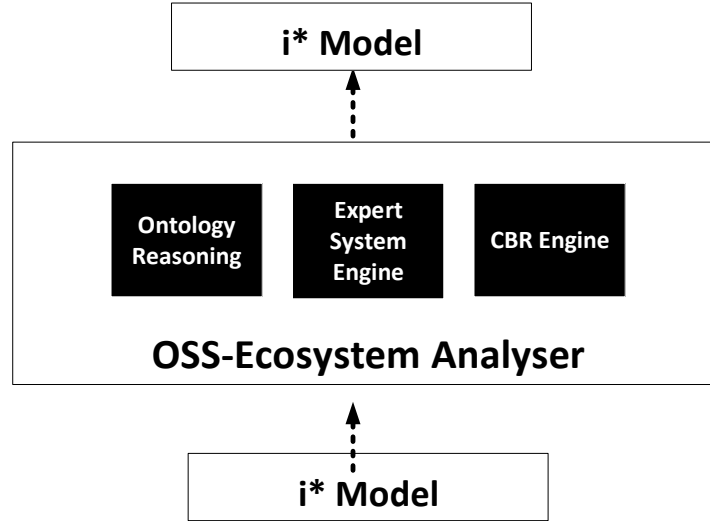 i* Model
Ontology
Reasoning
Expert
System
Engine
CBR Engine
OSS-Ecosystem Analyser
i* Model